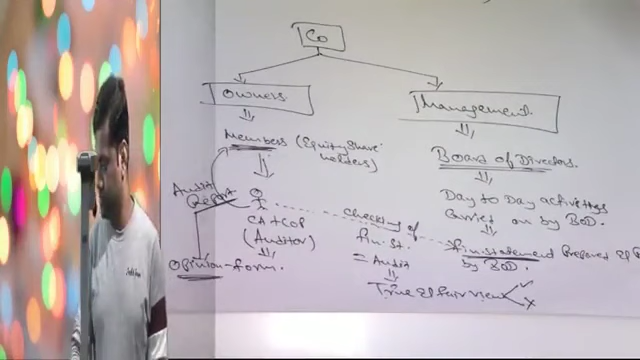 Co
Owners
Management
Members (Equity Share-
holders)
Board of Directors.
Audit
Report
Day to Day activities
carried on by BOD.
CA + COP
(Auditor)
Checking of
fin. st.
= Audit
fin. statement Prepared
by BOD.
Opinion-form.
True & fair view